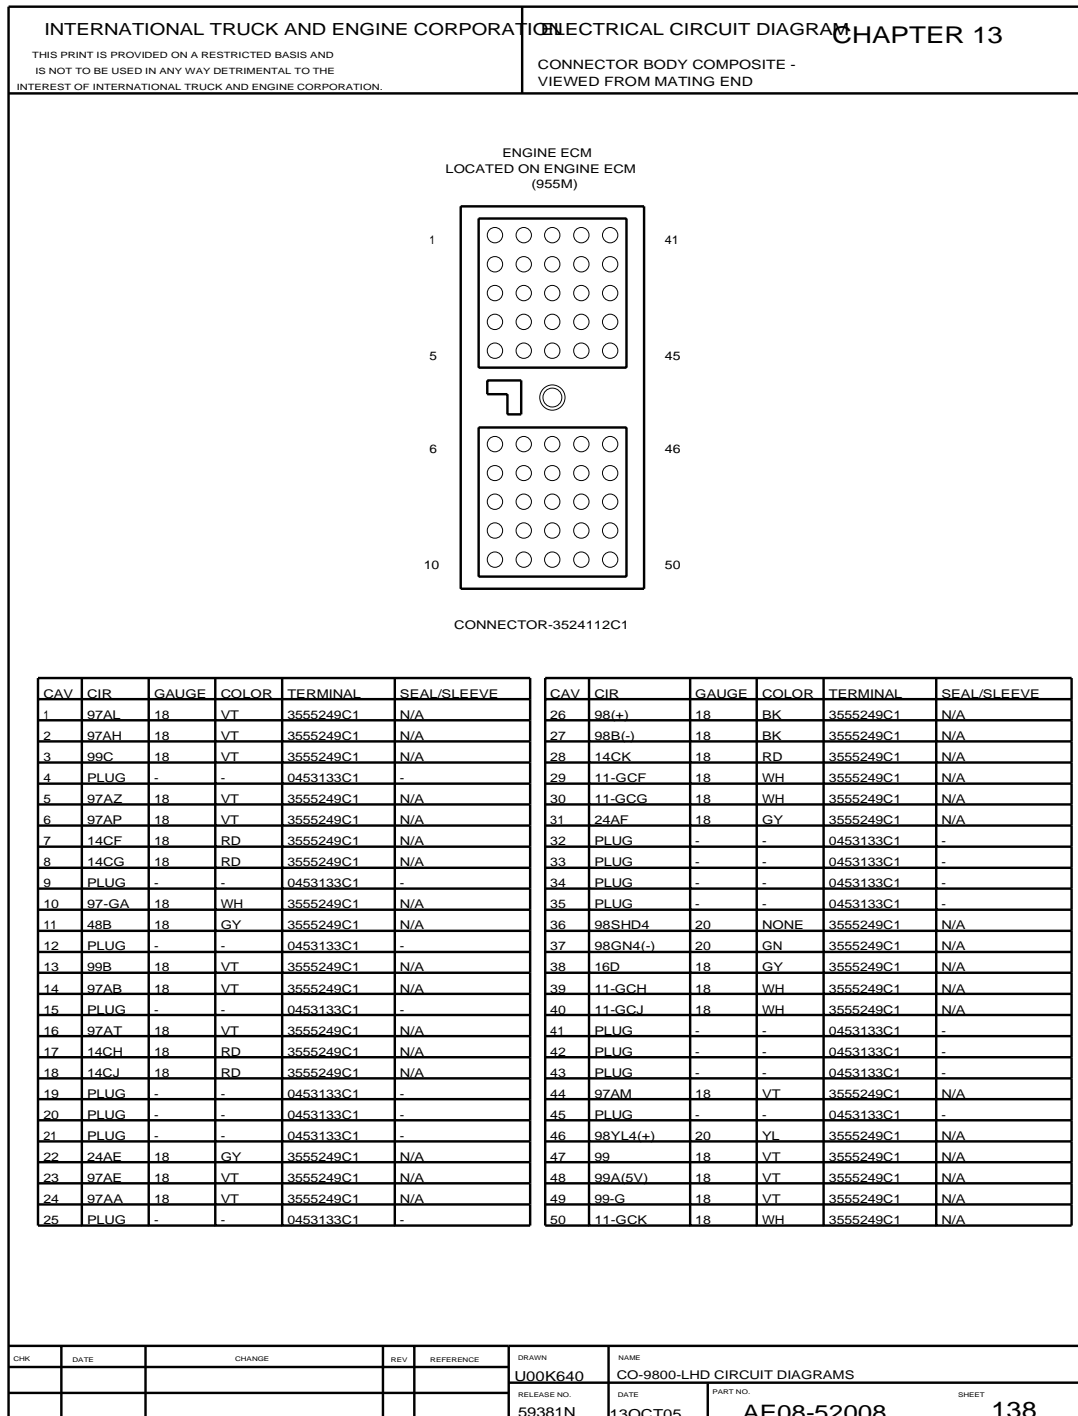 INTERNATIONAL TRUCK AND ENGINE CORPORATION
THIS PRINT IS PROVIDED ON A RESTRICTED BASIS AND
IS NOT TO BE USED IN ANY WAY DETRIMENTAL TO THE
INTEREST OF INTERNATIONAL TRUCK AND ENGINE CORPORATION.
ELECTRICAL CIRCUIT DIAGRAM
CHAPTER 13
CONNECTOR BODY COMPOSITE -
VIEWED FROM MATING END
ENGINE ECM
LOCATED ON ENGINE ECM
(955M)
1 41
5 45
6 46
10 50
CONNECTOR-3524112C1
CAV CIR GAUGE COLOR TERMINAL SEAL/SLEEVE
1 97AL 18 VT 3555249C1 N/A
2 97AH 18 VT 3555249C1 N/A
3 99C 18 VT 3555249C1 N/A
4 PLUG - - 0453133C1 -
5 97AZ 18 VT 3555249C1 N/A
6 97AP 18 VT 3555249C1 N/A
7 14CF 18 RD 3555249C1 N/A
8 14CG 18 RD 3555249C1 N/A
9 PLUG - - 0453133C1 -
10 97-GA 18 WH 3555249C1 N/A
11 48B 18 GY 3555249C1 N/A
12 PLUG - - 0453133C1 -
13 99B 18 VT 3555249C1 N/A
14 97AB 18 VT 3555249C1 N/A
15 PLUG - - 0453133C1 -
16 97AT 18 VT 3555249C1 N/A
17 14CH 18 RD 3555249C1 N/A
18 14CJ 18 RD 3555249C1 N/A
19 PLUG - - 0453133C1 -
20 PLUG - - 0453133C1 -
21 PLUG - - 0453133C1 -
22 24AE 18 GY 3555249C1 N/A
23 97AE 18 VT 3555249C1 N/A
24 97AA 18 VT 3555249C1 N/A
25 PLUG - - 0453133C1 -
CAV CIR GAUGE COLOR TERMINAL SEAL/SLEEVE
26 98(+) 18 BK 3555249C1 N/A
27 98B(-) 18 BK 3555249C1 N/A
28 14CK 18 RD 3555249C1 N/A
29 11-GCF 18 WH 3555249C1 N/A
30 11-GCG 18 WH 3555249C1 N/A
31 24AF 18 GY 3555249C1 N/A
32 PLUG - - 0453133C1 -
33 PLUG - - 0453133C1 -
34 PLUG - - 0453133C1 -
35 PLUG - - 0453133C1 -
36 98SHD4 20 NONE 3555249C1 N/A
37 98GN4(-) 20 GN 3555249C1 N/A
38 16D 18 GY 3555249C1 N/A
39 11-GCH 18 WH 3555249C1 N/A
40 11-GCJ 18 WH 3555249C1 N/A
41 PLUG - - 0453133C1 -
42 PLUG - - 0453133C1 -
43 PLUG - - 0453133C1 -
44 97AM 18 VT 3555249C1 N/A
45 PLUG - - 0453133C1 -
46 98YL4(+) 20 YL 3555249C1 N/A
47 99 18 VT 3555249C1 N/A
48 99A(5V) 18 VT 3555249C1 N/A
49 99-G 18 VT 3555249C1 N/A
50 11-GCK 18 WH 3555249C1 N/A
CHK DATE CHANGE REV REFERENCE
DRAWN
U00K640
NAME
CO-9800-LHD CIRCUIT DIAGRAMS
RELEASE NO.
59381N
DATE
13OCT05
PART NO.
AE08-52008
SHEET
138